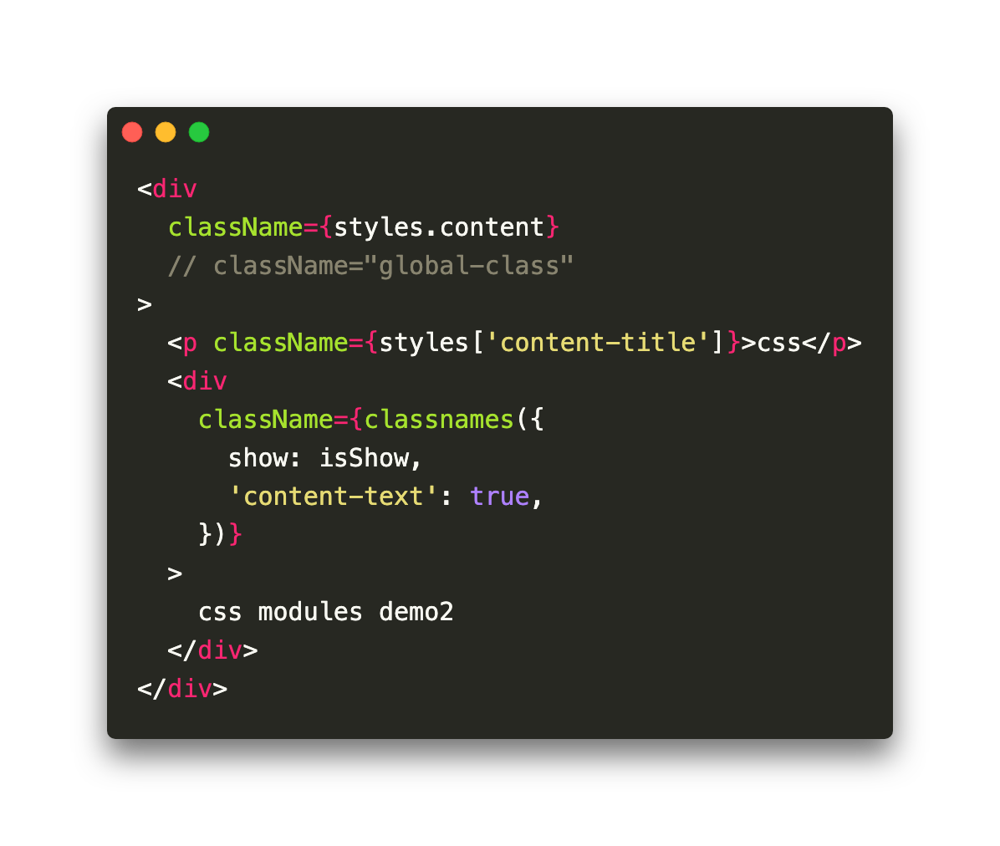 <div
  className={styles.content}
  // className="global-class"
>
  <p className={styles['content-title']}>css</p>
  <div
    className={classnames({
      show: isShow,
      'content-text': true,
    })}
  >
    css modules demo2
  </div>
</div>